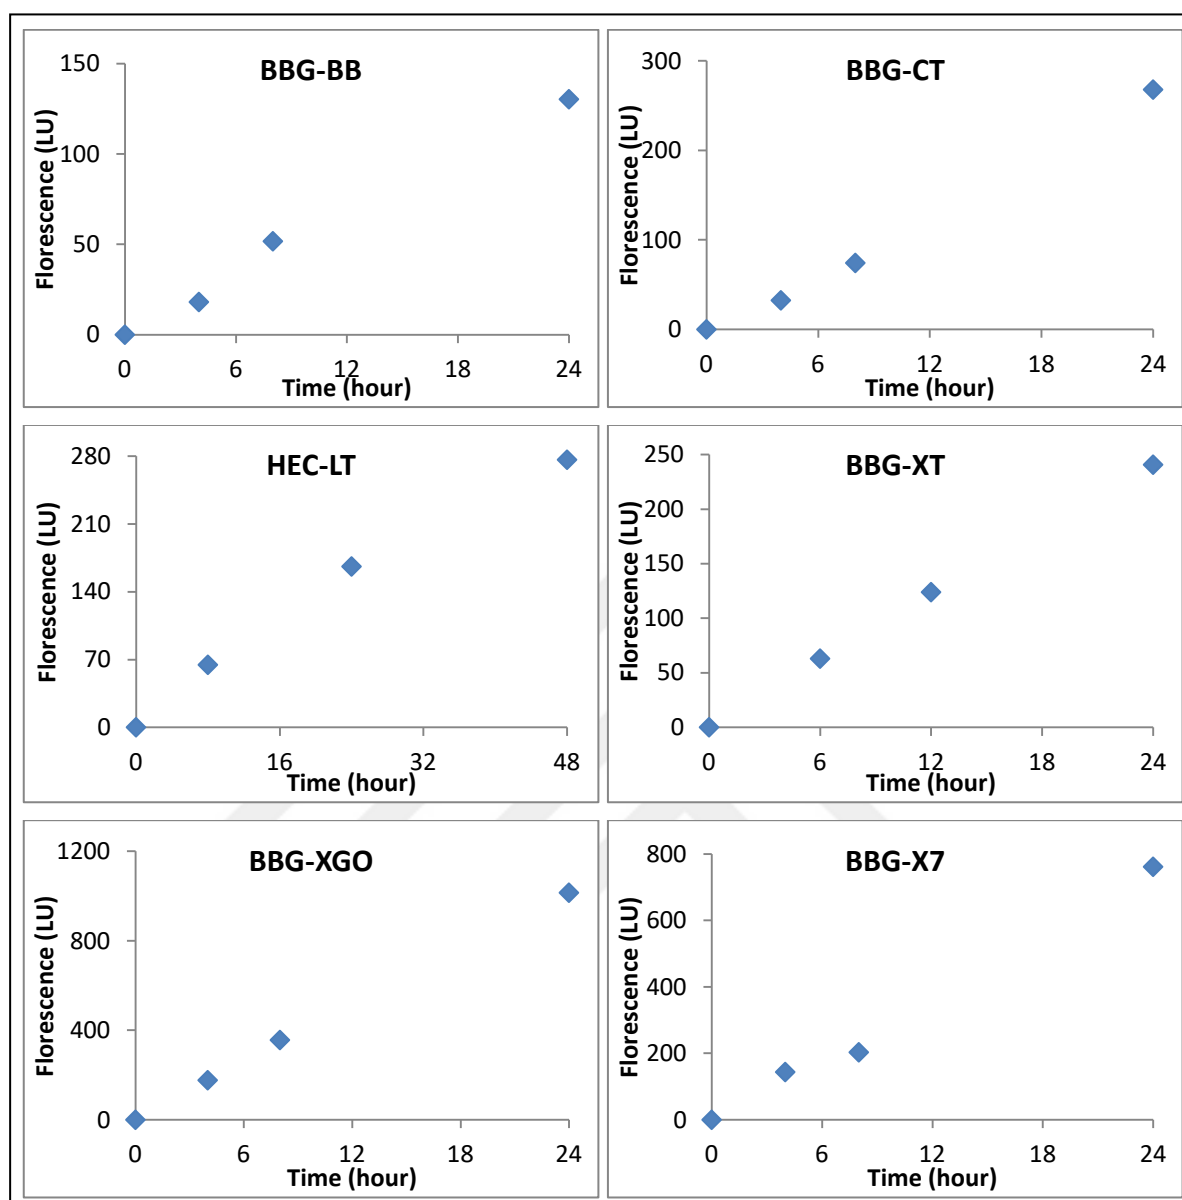 BBG-BB
Florescence (LU)
150
100
50
0
0 6 12 18 24
Time (hour)
BBG-CT
Florescence (LU)
300
200
100
0
0 6 12 18 24
Time (hour)
HEC-LT
Florescence (LU)
280
210
140
70
0
0 16 32 48
Time (hour)
BBG-XT
Florescence (LU)
250
200
150
100
50
0
0 6 12 18 24
Time (hour)
BBG-XGO
Florescence (LU)
1200
800
400
0
0 6 12 18 24
Time (hour)
BBG-X7
Florescence (LU)
800
600
400
200
0
0 6 12 18 24
Time (hour)